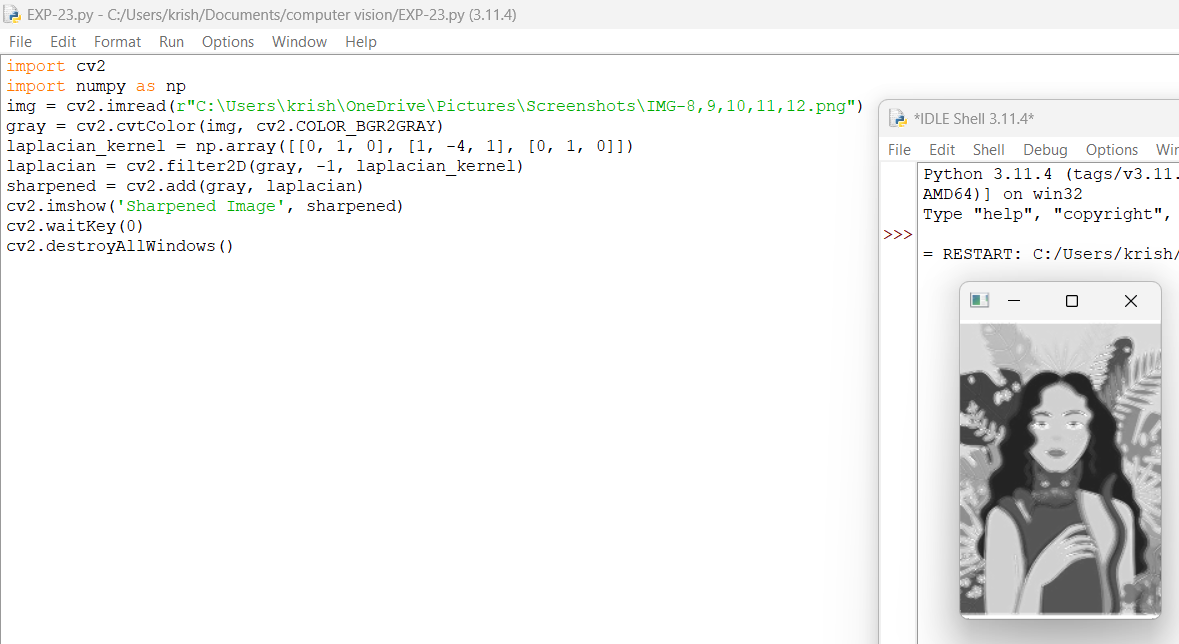 EXP-23.py - C:/Users/krish/Documents/computer vision/EXP-23.py (3.11.4)
File Edit Format Run Options Window Help
import cv2
import numpy as np
img = cv2.imread(r"C:\Users\krish\OneDrive\Pictures\Screenshots\IMG-8,9,10,11,12.png")
gray = cv2.cvtColor(img, cv2.COLOR_BGR2GRAY)
laplacian_kernel = np.array([[0, 1, 0], [1, -4, 1], [0, 1, 0]])
laplacian = cv2.filter2D(gray, -1, laplacian_kernel)
sharpened = cv2.add(gray, laplacian)
cv2.imshow('Sharpened Image', sharpened)
cv2.waitKey(0)
cv2.destroyAllWindows()
*IDLE Shell 3.11.4*
File Edit Shell Debug Options Win
Python 3.11.4 (tags/v3.11.
AMD64)] on win32
Type "help", "copyright",
>>>
= RESTART: C:/Users/krish/